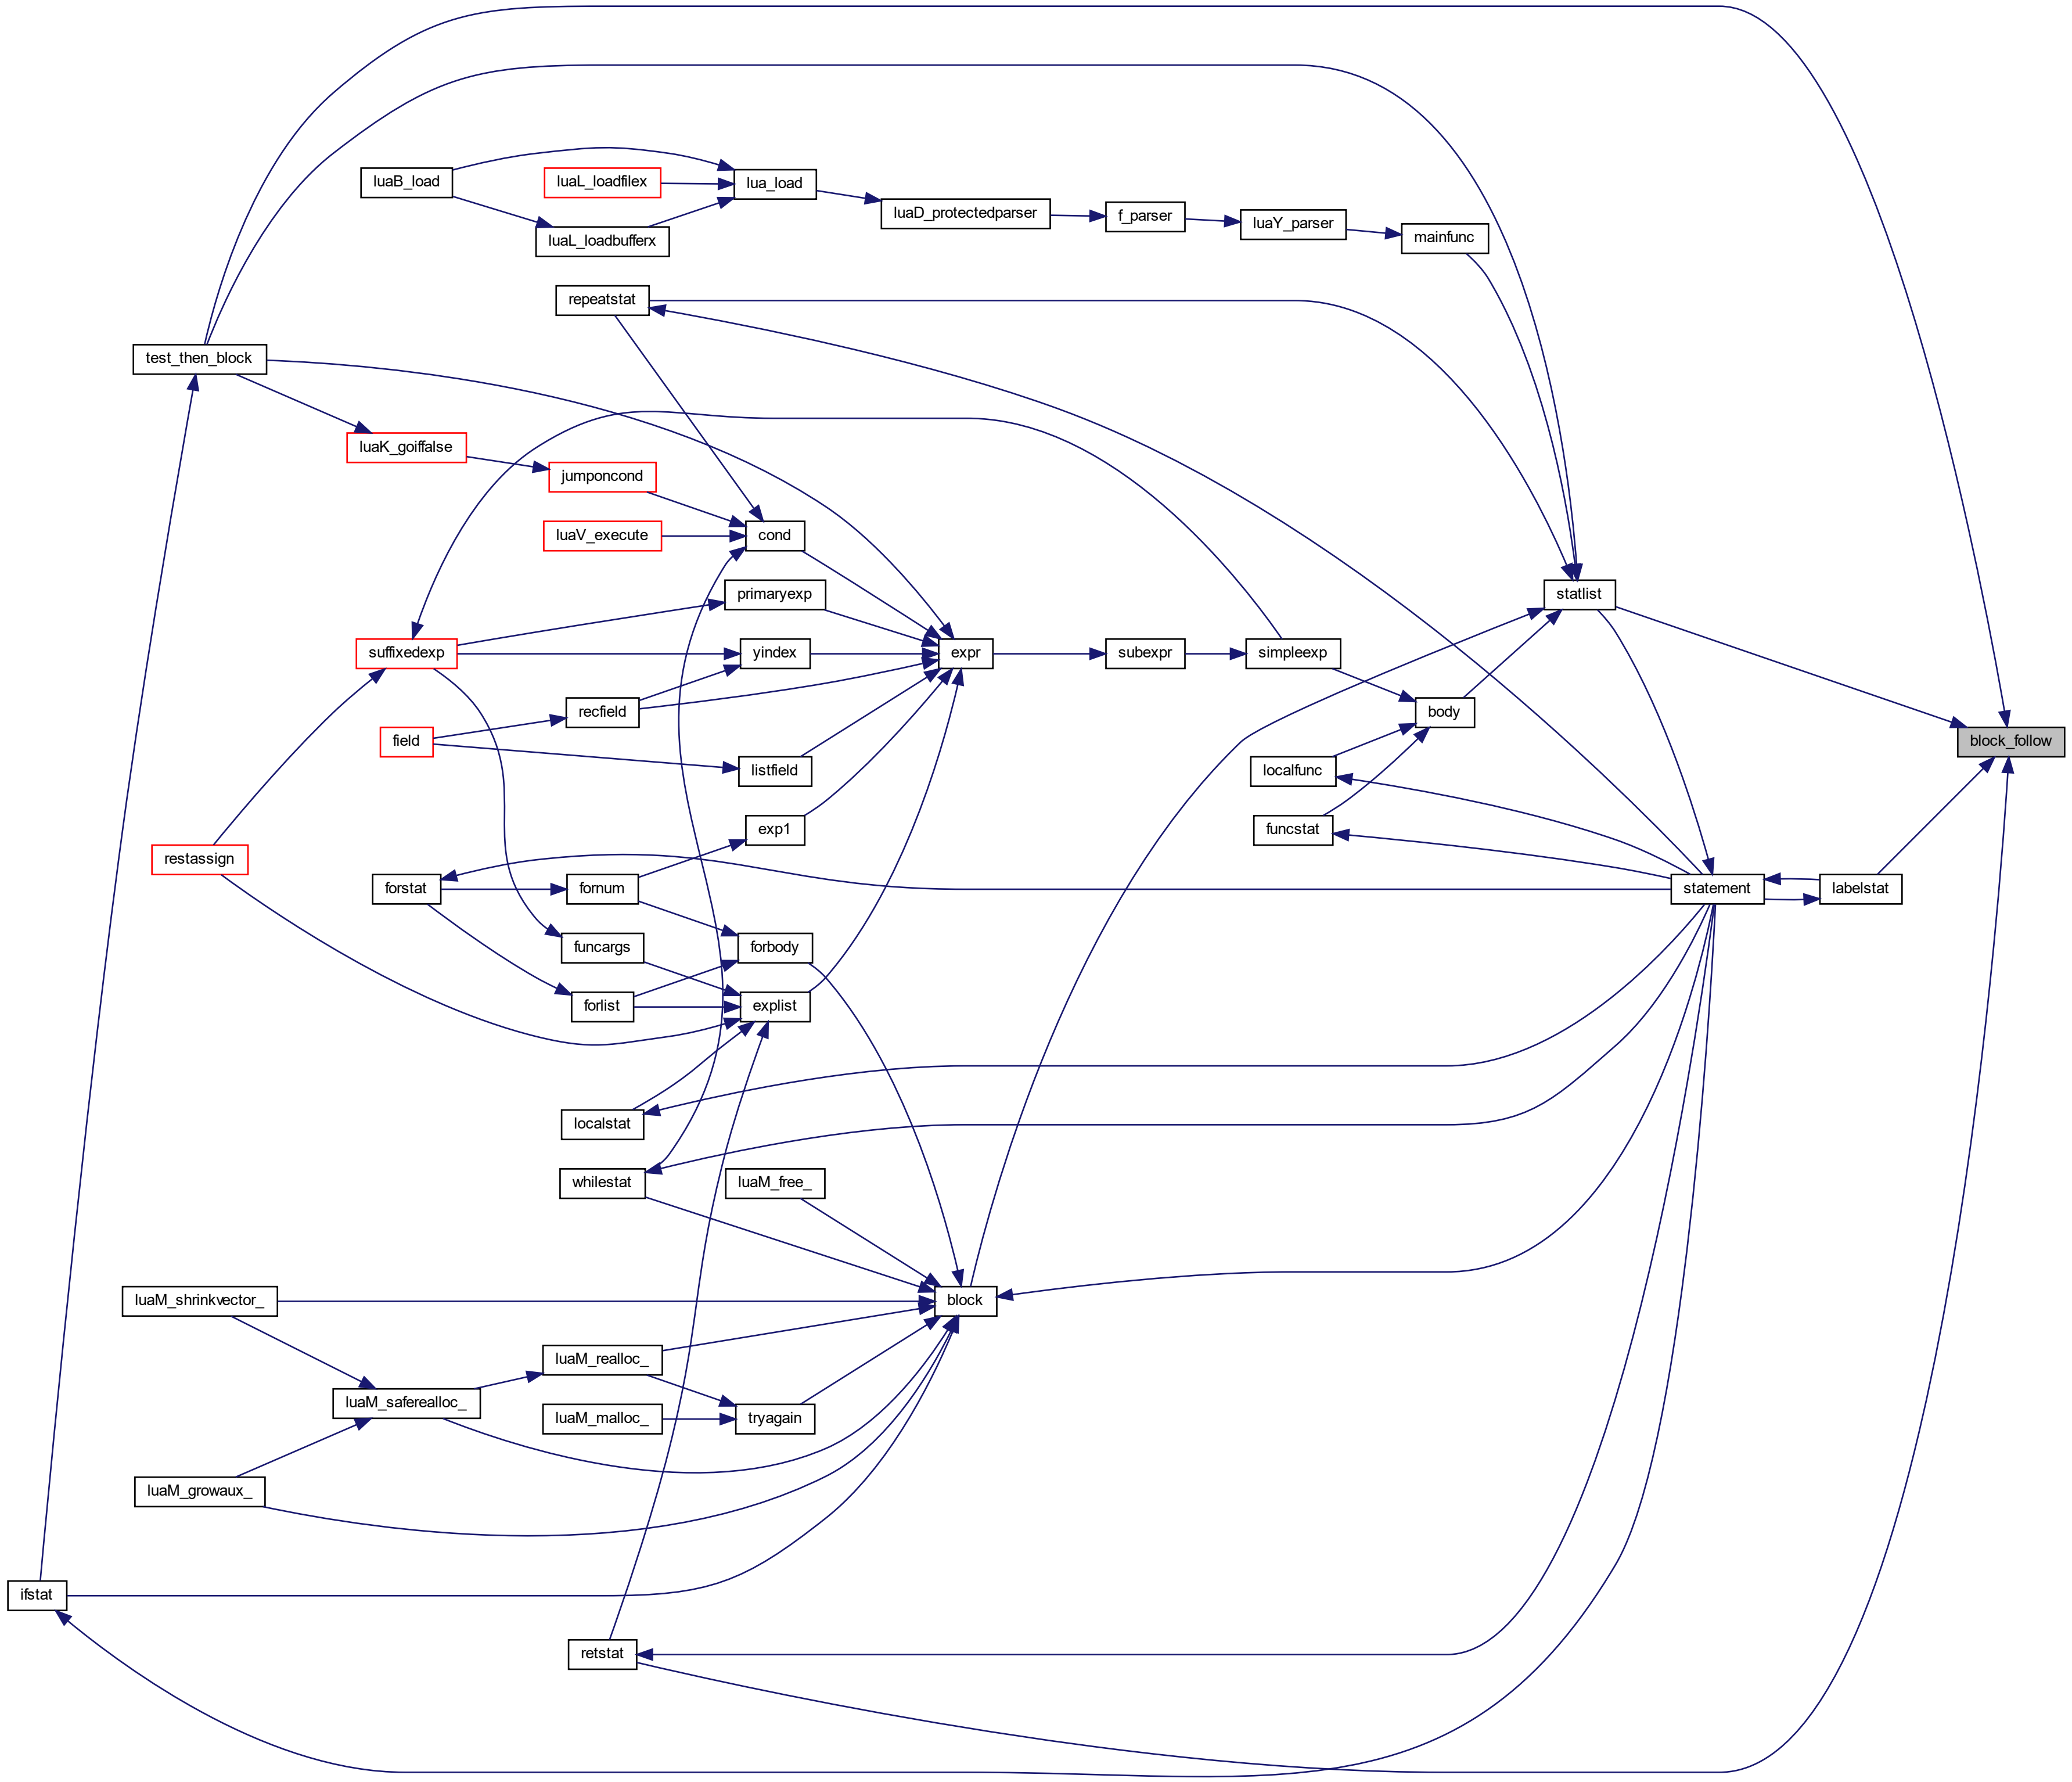 luaB_load
luaL_loadfilex
lua_load
luaL_loadbufferx
luaD_protectedparser
f_parser
luaY_parser
mainfunc
repeatstat
test_then_block
luaK_goiffalse
jumponcond
luaV_execute
cond
primaryexp
statlist
suffixedexp
yindex
expr
subexpr
simpleexp
recfield
body
field
block_follow
listfield
localfunc
exp1
funcstat
restassign
forstat
fornum
statement
labelstat
funcargs
forbody
forlist
explist
localstat
whilestat
luaM_free_
luaM_shrinkvector_
block
luaM_realloc_
luaM_saferealloc_
luaM_malloc_
tryagain
luaM_growaux_
ifstat
retstat